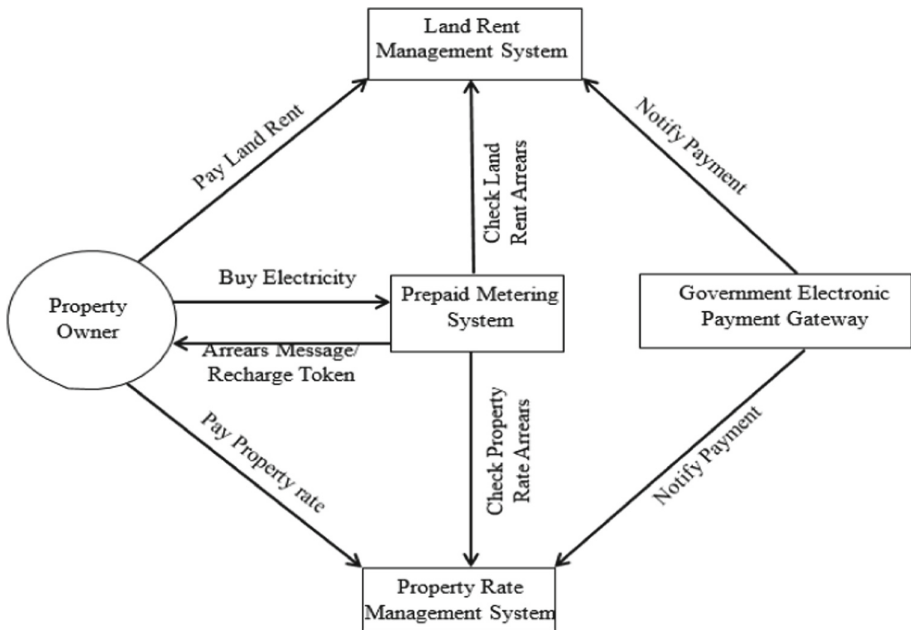 Land Rent
Management System
Pay Land Rent
Check Land
Rent Arrears
Notify Payment
Buy Electricity
Property
Owner
Prepaid Metering
System
Government Electronic
Payment Gateway
Arrears Message/
Recharge Token
Pay Property rate
Check Property
Rate Arrears
Notify Payment
Property Rate
Management System